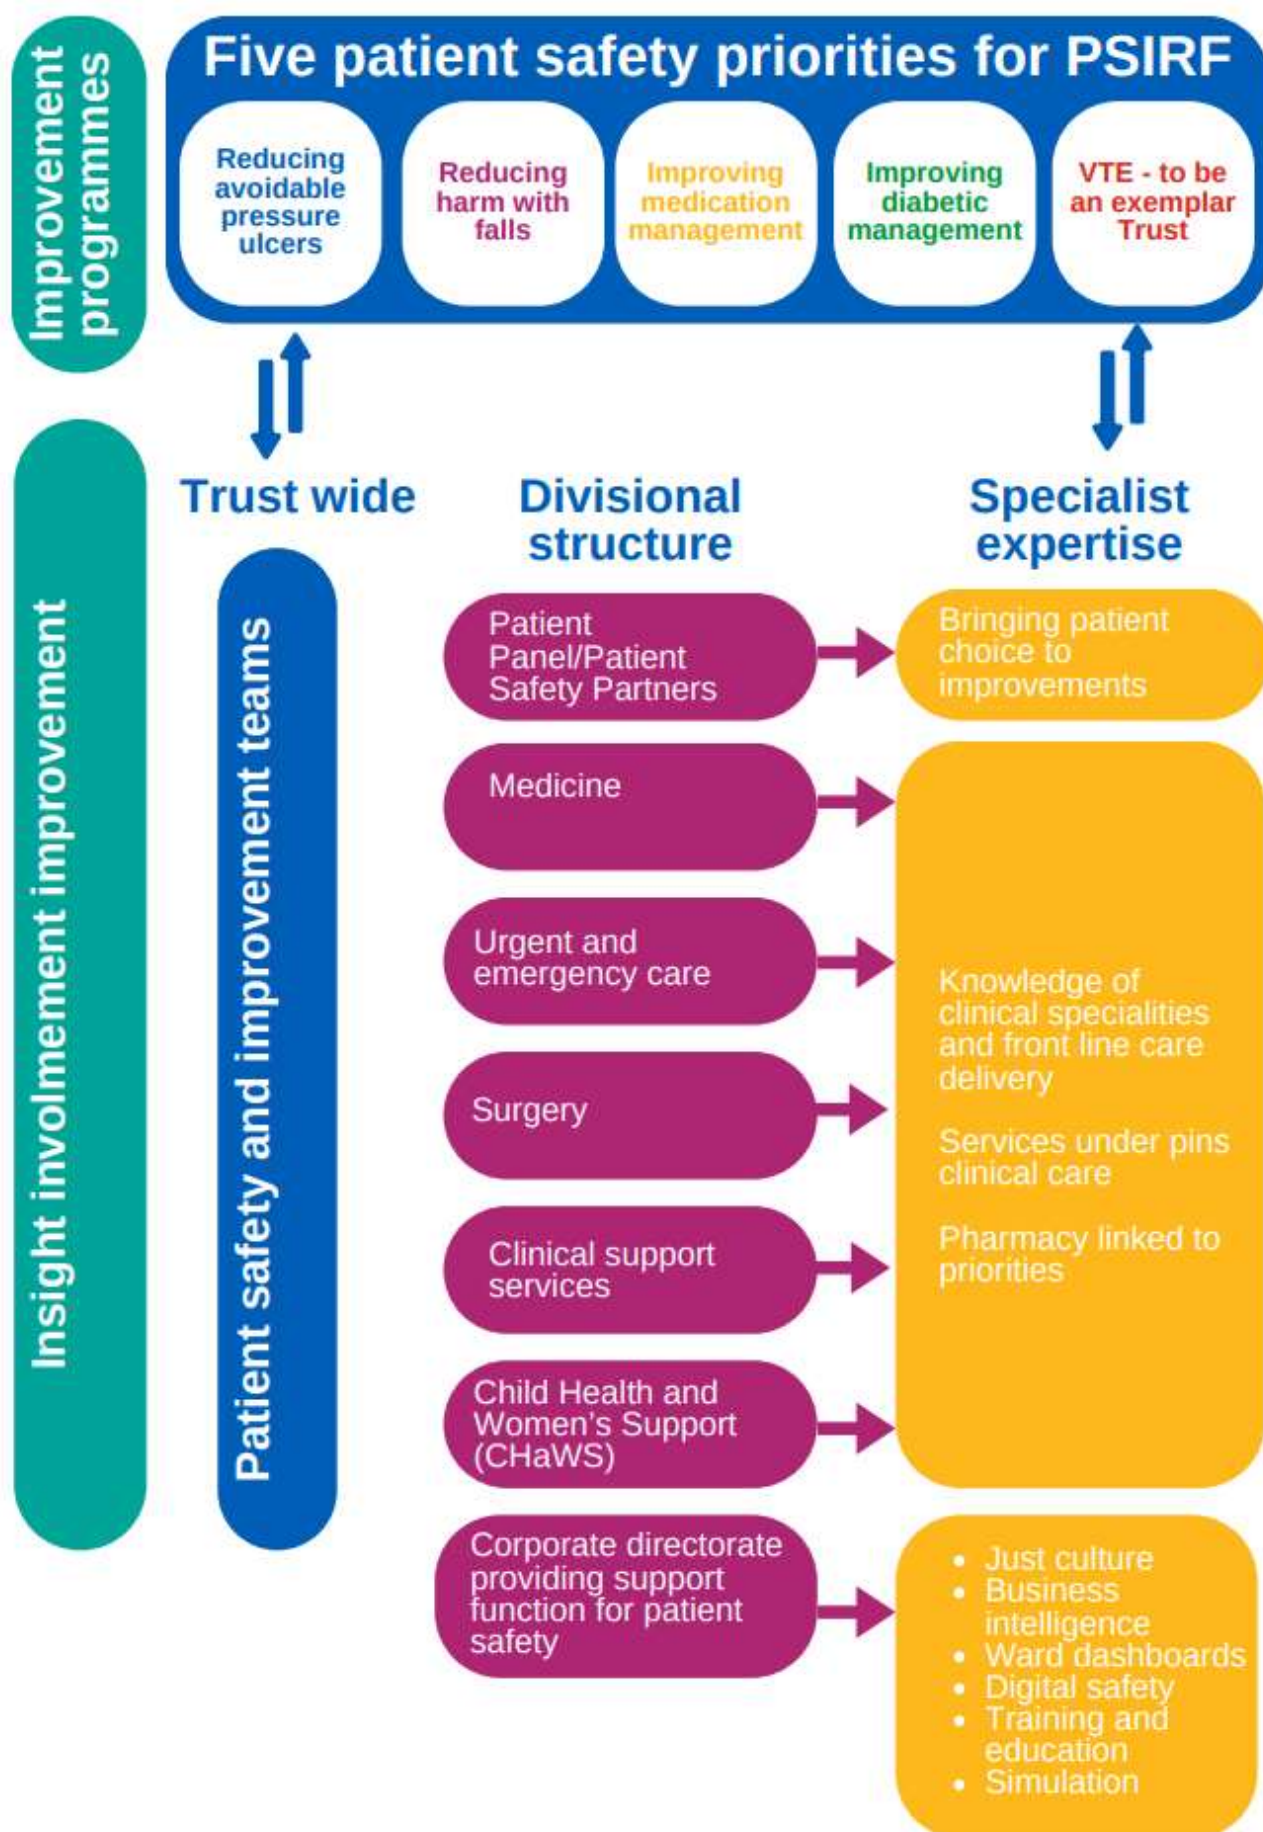 Improvement
programmes
Five patient safety priorities for PSIRF
Reducing
avoidable
pressure
ulcers
Reducing
harm with
falls
Improving
medication
management
Improving
diabetic
management
VTE - to be
an exemplar
Trust
Insight involmement improvement
Trust wide
Patient safety and improvement teams
Divisional
structure
Specialist
expertise
Patient
Panel/Patient
Safety Partners
Bringing patient
choice to
improvements
Medicine
Urgent and
emergency care
Surgery
Clinical support
services
Child Health and
Women’s Support
(CHaWS)
Knowledge of
clinical specialities
and front line care
delivery
Services under pins
clinical care
Pharmacy linked to
priorities
Corporate directorate
providing support
function for patient
safety
• Just culture
• Business
intelligence
• Ward dashboards
• Digital safety
• Training and
education
• Simulation